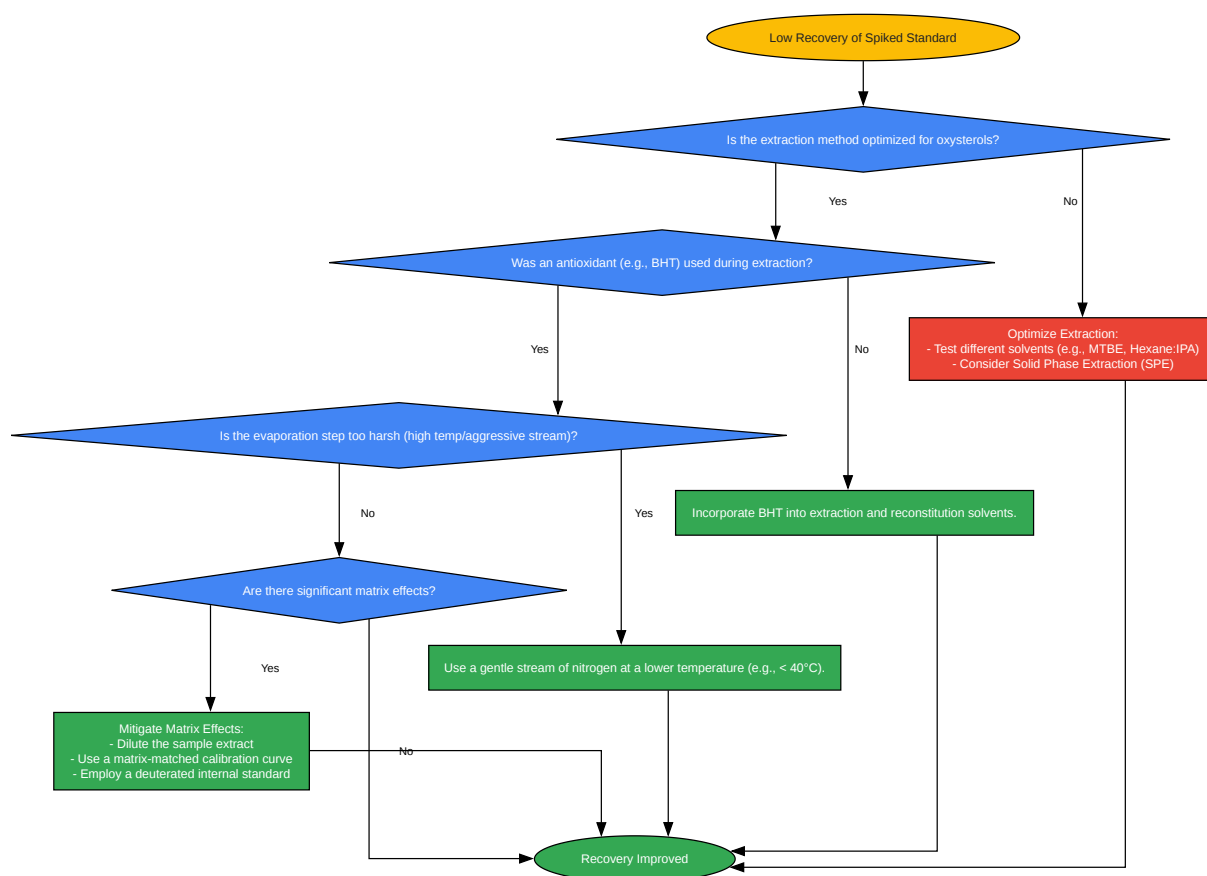 Low Recovery of Spiked Standard
Is the extraction method optimized for oxysterols?
Yes
No
Was an antioxidant (e.g., BHT) used during extraction?
Yes
No
Optimize Extraction:
- Test different solvents (e.g., MTBE, Hexane:IPA)
- Consider Solid Phase Extraction (SPE)
Is the evaporation step too harsh (high temp/aggressive stream)?
No
Yes
Incorporate BHT into extraction and reconstitution solvents.
Are there significant matrix effects?
Yes
Use a gentle stream of nitrogen at a lower temperature (e.g., < 40°C).
Mitigate Matrix Effects:
- Dilute the sample extract
- Use a matrix-matched calibration curve
- Employ a deuterated internal standard
No
Recovery Improved